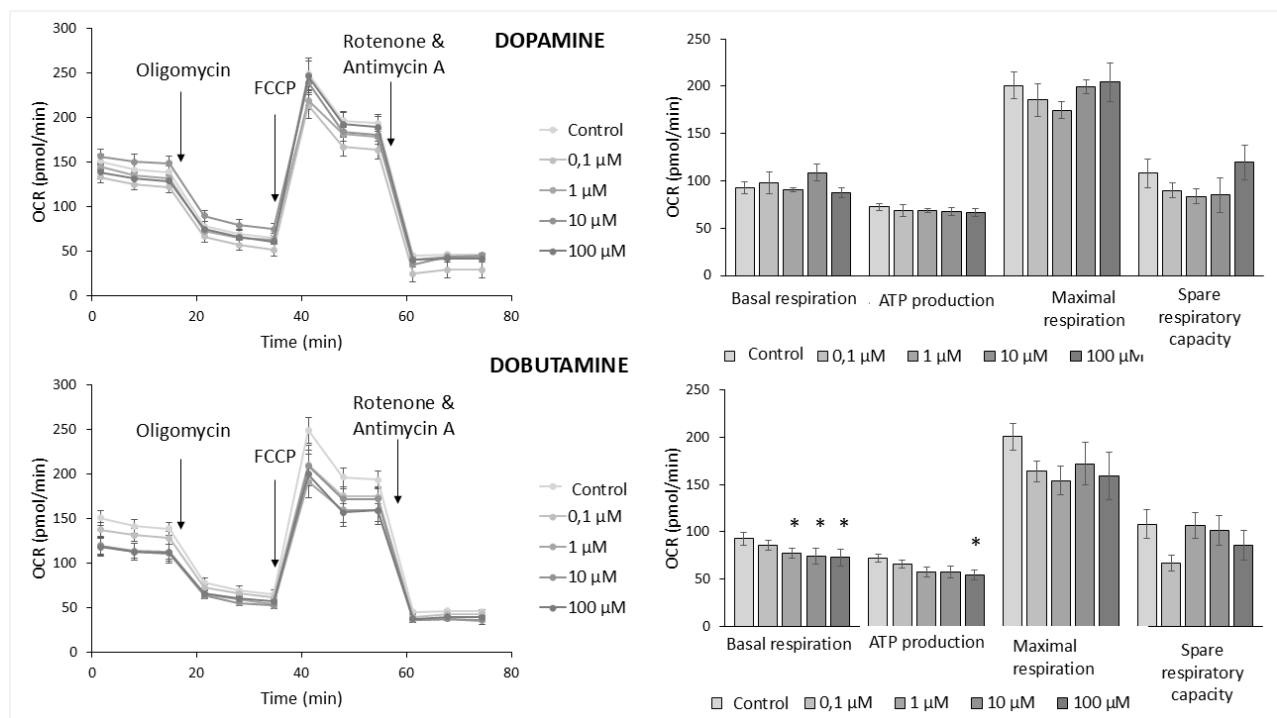 DOPAMINE
300
250
200
150
100
50
0
OCR (pmol/min)
0
20
40
60
80
Time (min)
Oligomycin
FCCP
Rotenone &
Antimycin A
Control
0,1 µM
1 µM
10 µM
100 µM
250
200
150
100
50
0
OCR (pmol/min)
Basal respiration
ATP production
Maximal
respiration
Spare
respiratory
capacity
Control 0,1 µM 1 µM 10 µM 100 µM
DOBUTAMINE
300
250
200
150
100
50
0
OCR (pmol/min)
0
20
40
60
80
Time (min)
Oligomycin
FCCP
Rotenone &
Antimycin A
Control
0,1 µM
1 µM
10 µM
100 µM
250
200
150
100
50
0
OCR (pmol/min)
* * *
*
Basal respiration
ATP production
Maximal
respiration
Spare
respiratory
capacity
Control 0,1 µM 1 µM 10 µM 100 µM